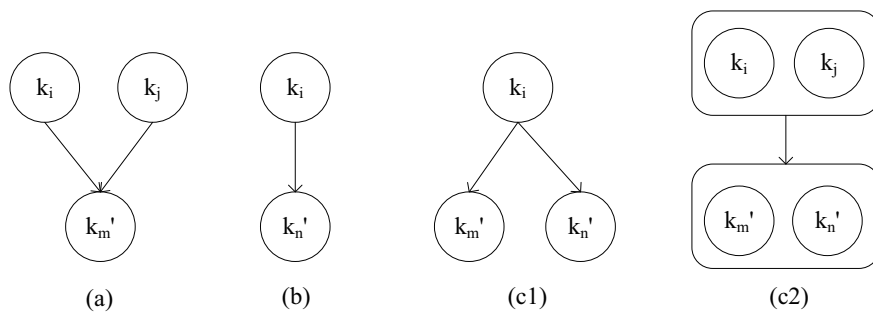 k_i k_j k_i k_i k_i k_j
k_m' k_n' k_m' k_n' k_m' k_n'
(a) (b) (c1) (c2)